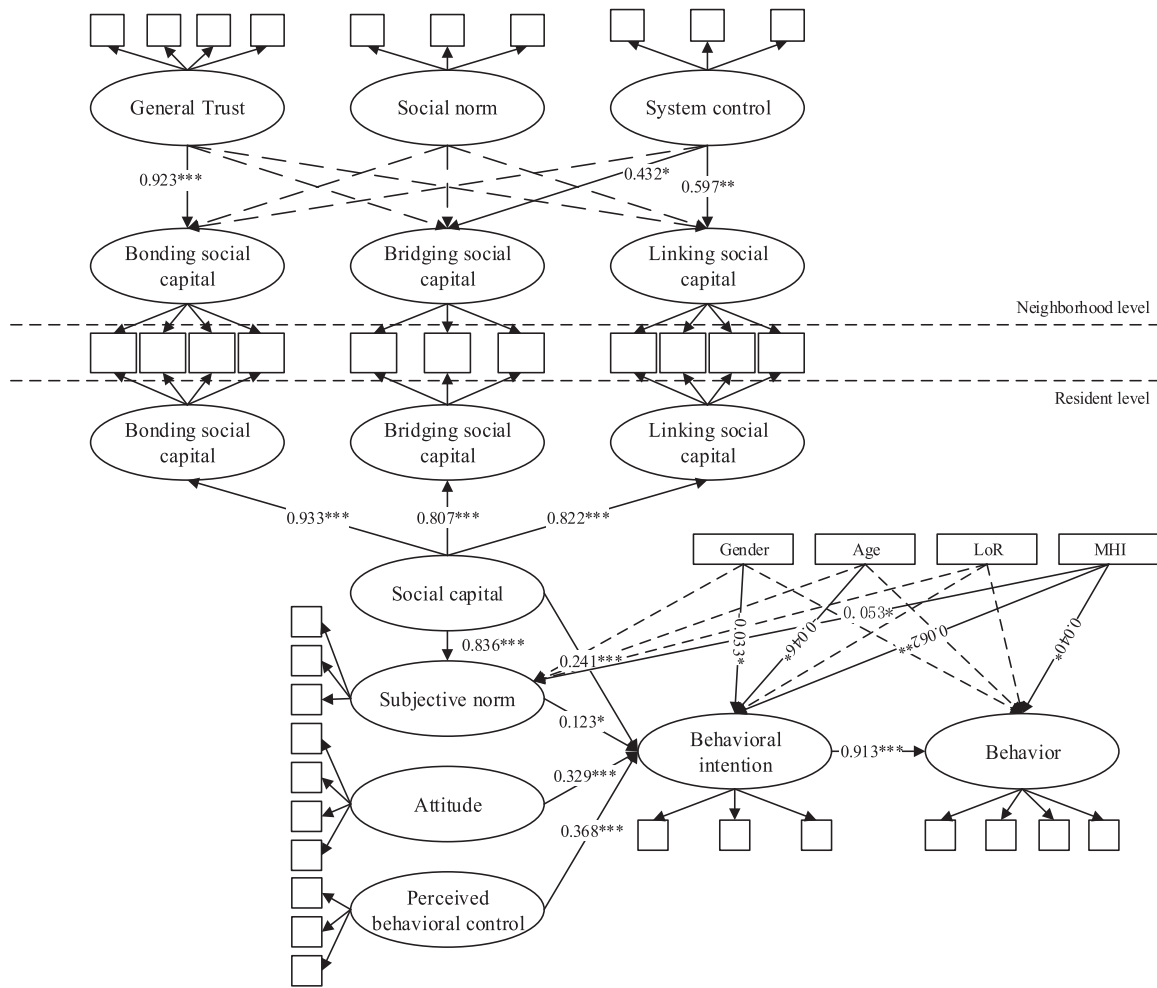 General Trust
Social norm
System control
0.923***
0.432*
0.597**
Bonding social
capital
Bridging social
capital
Linking social
capital
Neighborhood level
Resident level
Bonding social
capital
Bridging social
capital
Linking social
capital
0.933***
0.807***
0.822***
Gender
Age
LoR
MHI
Social capital
0.836***
0.053*
-0.033*
0.046*
0.062**
0.040*
0.241***
Subjective norm
0.123*
Behavioral
intention
0.913***
Behavior
0.329***
Attitude
0.368***
Perceived
behavioral control